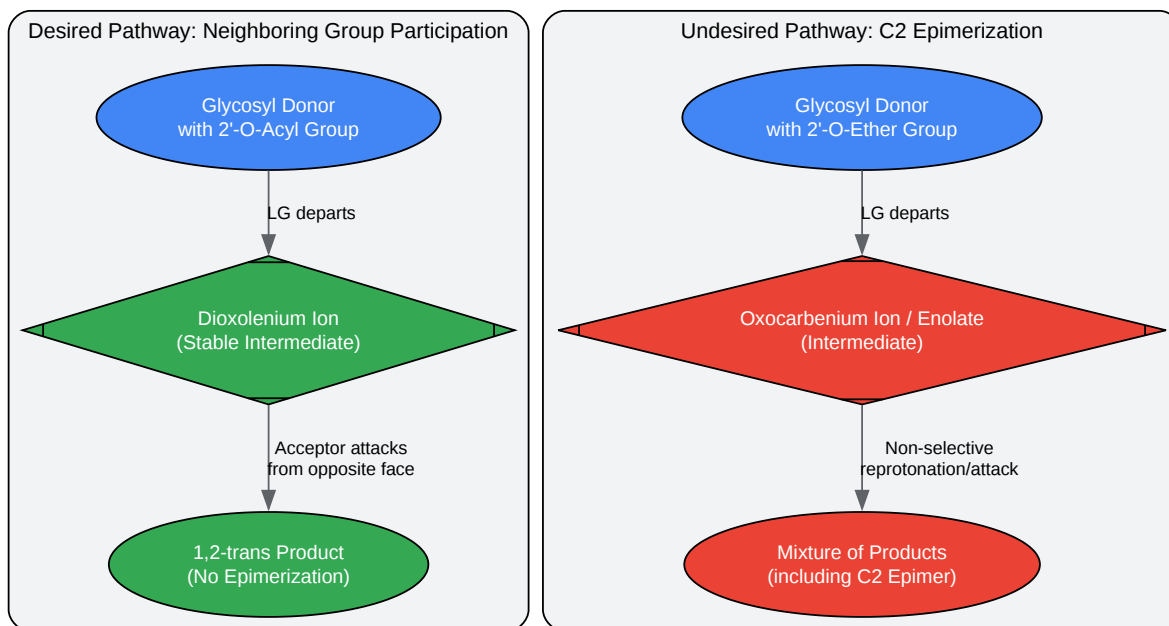 Desired Pathway: Neighboring Group Participation
Glycosyl Donor
with 2'-O-Acyl Group
LG departs
Dioxolenium Ion
(Stable Intermediate)
Acceptor attacks
from opposite face
1,2-trans Product
(No Epimerization)
Undesired Pathway: C2 Epimerization
Glycosyl Donor
with 2'-O-Ether Group
LG departs
Oxocarbenium Ion / Enolate
(Intermediate)
Non-selective
reprotonation/attack
Mixture of Products
(including C2 Epimer)